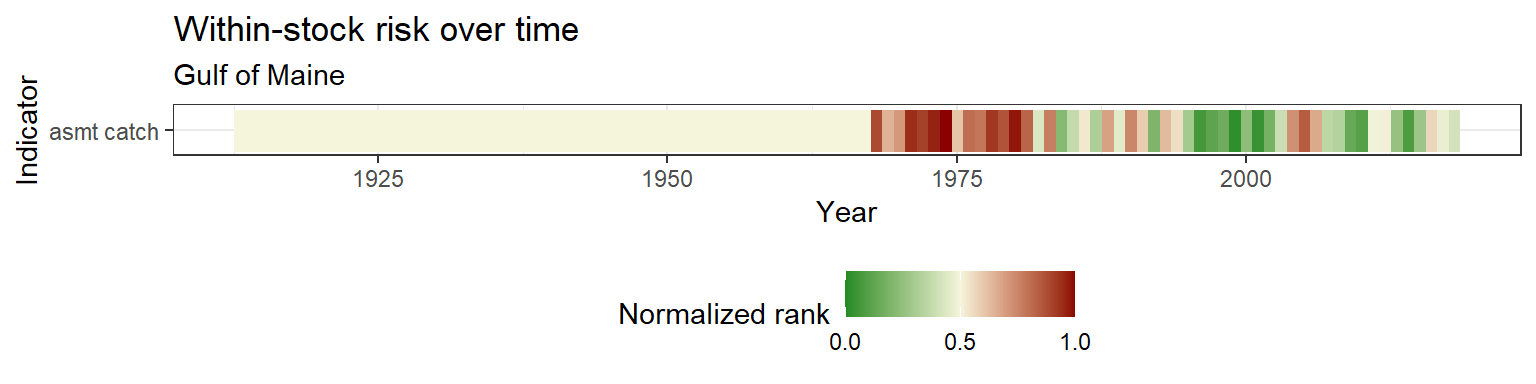 Within-stock risk over time
Gulf of Maine
Indicator
asmt catch
1925 1950 1975 2000
Year
Normalized rank
0.0 0.5 1.0